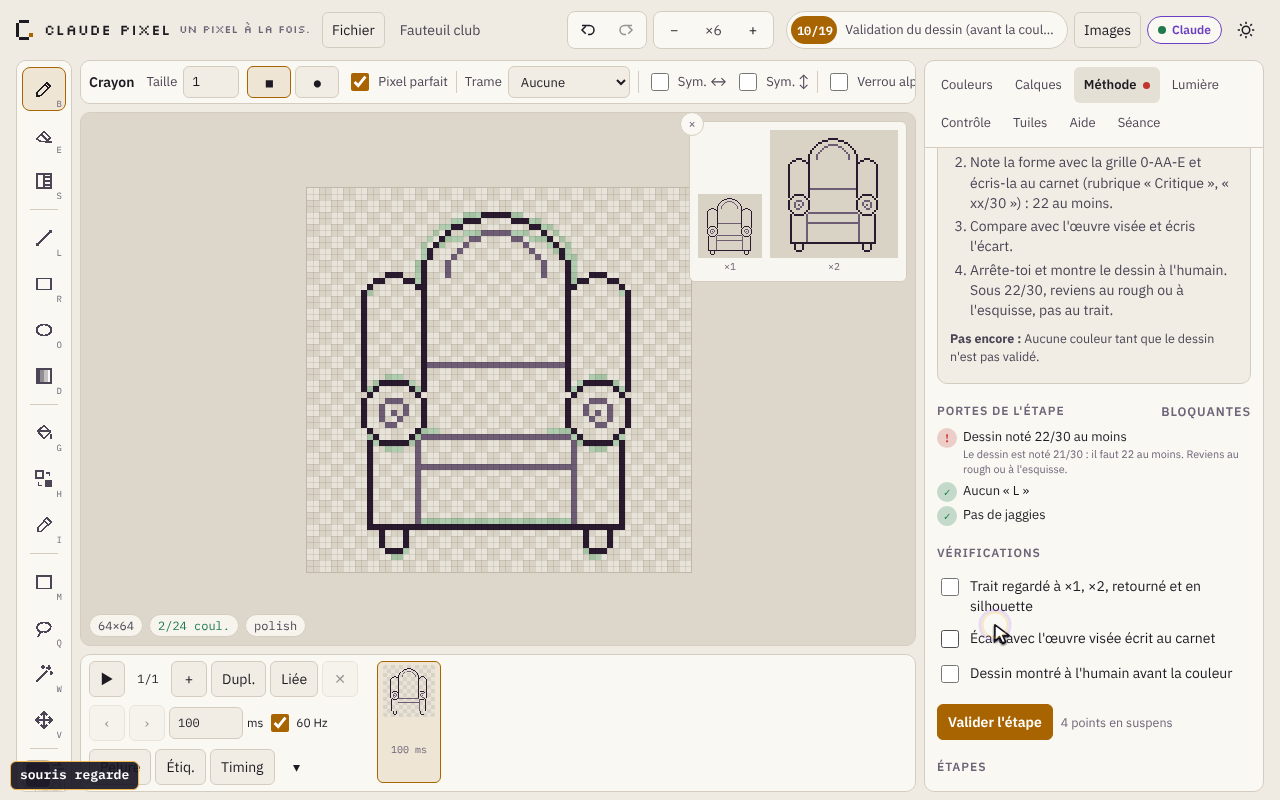 CLAUDE PIXEL UN PIXEL À LA FOIS. Fichier Fauteuil club − ×6 + 10/19 Validation du dessin (avant la coul… Images Claude
Crayon Taille 1 Pixel parfait Trame Aucune Sym. Sym. Verrou alp
B
E
S
L
R
O
D
G
H
I
M
Q
W
V
×1 ×2
64×64 2/24 coul. polish
1/1 + Dupl. Liée
100 ms 60 Hz
100 ms
Étiq. Timing
souris regarde
Couleurs Calques Méthode Lumière
Contrôle Tuiles Aide Séance
2. Note la forme avec la grille 0-AA-E et
écris-la au carnet (rubrique « Critique », «
xx/30 ») : 22 au moins.
3. Compare avec l'œuvre visée et écris
l'écart.
4. Arrête-toi et montre le dessin à l'humain.
Sous 22/30, reviens au rough ou à
l'esquisse, pas au trait.
Pas encore : Aucune couleur tant que le dessin
n'est pas validé.
PORTES DE L'ÉTAPE BLOQUANTES
! Dessin noté 22/30 au moins
Le dessin est noté 21/30 : il faut 22 au moins. Reviens au
rough ou à l'esquisse.
✓ Aucun « L »
✓ Pas de jaggies
VÉRIFICATIONS
Trait regardé à ×1, ×2, retourné et en
silhouette
Écart avec l'œuvre visée écrit au carnet
Dessin montré à l'humain avant la couleur
Valider l'étape 4 points en suspens
ÉTAPES